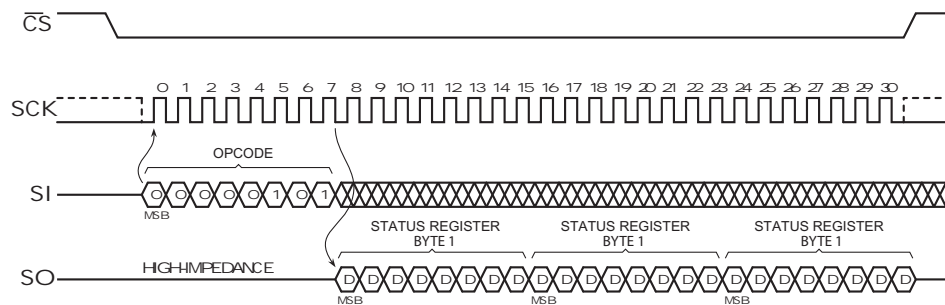 CS
0 1 2 3 4 5 6 7 8 9 10 11 12 13 14 15 16 17 18 19 20 21 22 23 24 25 26 27 28 29 30
SCK
OPCODE
SI 0 0 0 0 0 1 0 1
MSB
STATUS REGISTER BYTE 1
STATUS REGISTER BYTE 1
STATUS REGISTER BYTE 1
HIGH-IMPEDANCE
SO D D D D D D D D D D D D D D D D D D D D D D D D
MSB MSB MSB